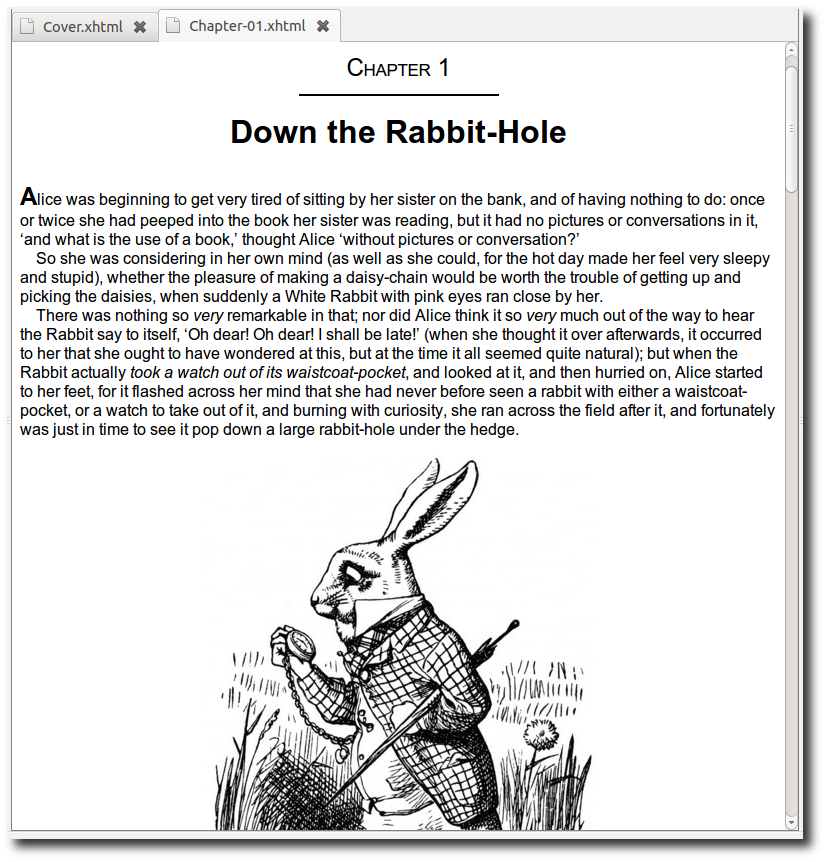 Cover.xhtml
Chapter-01.xhtml
Chapter 1
Down the Rabbit-Hole
Alice was beginning to get very tired of sitting by her sister on the bank, and of having nothing to do: once
or twice she had peeped into the book her sister was reading, but it had no pictures or conversations in it,
‘and what is the use of a book,’ thought Alice ‘without pictures or conversation?’
So she was considering in her own mind (as well as she could, for the hot day made her feel very sleepy
and stupid), whether the pleasure of making a daisy-chain would be worth the trouble of getting up and
picking the daisies, when suddenly a White Rabbit with pink eyes ran close by her.
There was nothing so very remarkable in that; nor did Alice think it so very much out of the way to hear
the Rabbit say to itself, ‘Oh dear! Oh dear! I shall be late!’ (when she thought it over afterwards, it occurred
to her that she ought to have wondered at this, but at the time it all seemed quite natural); but when the
Rabbit actually took a watch out of its waistcoat-pocket, and looked at it, and then hurried on, Alice started
to her feet, for it flashed across her mind that she had never before seen a rabbit with either a waistcoat-
pocket, or a watch to take out of it, and burning with curiosity, she ran across the field after it, and fortunately
was just in time to see it pop down a large rabbit-hole under the hedge.